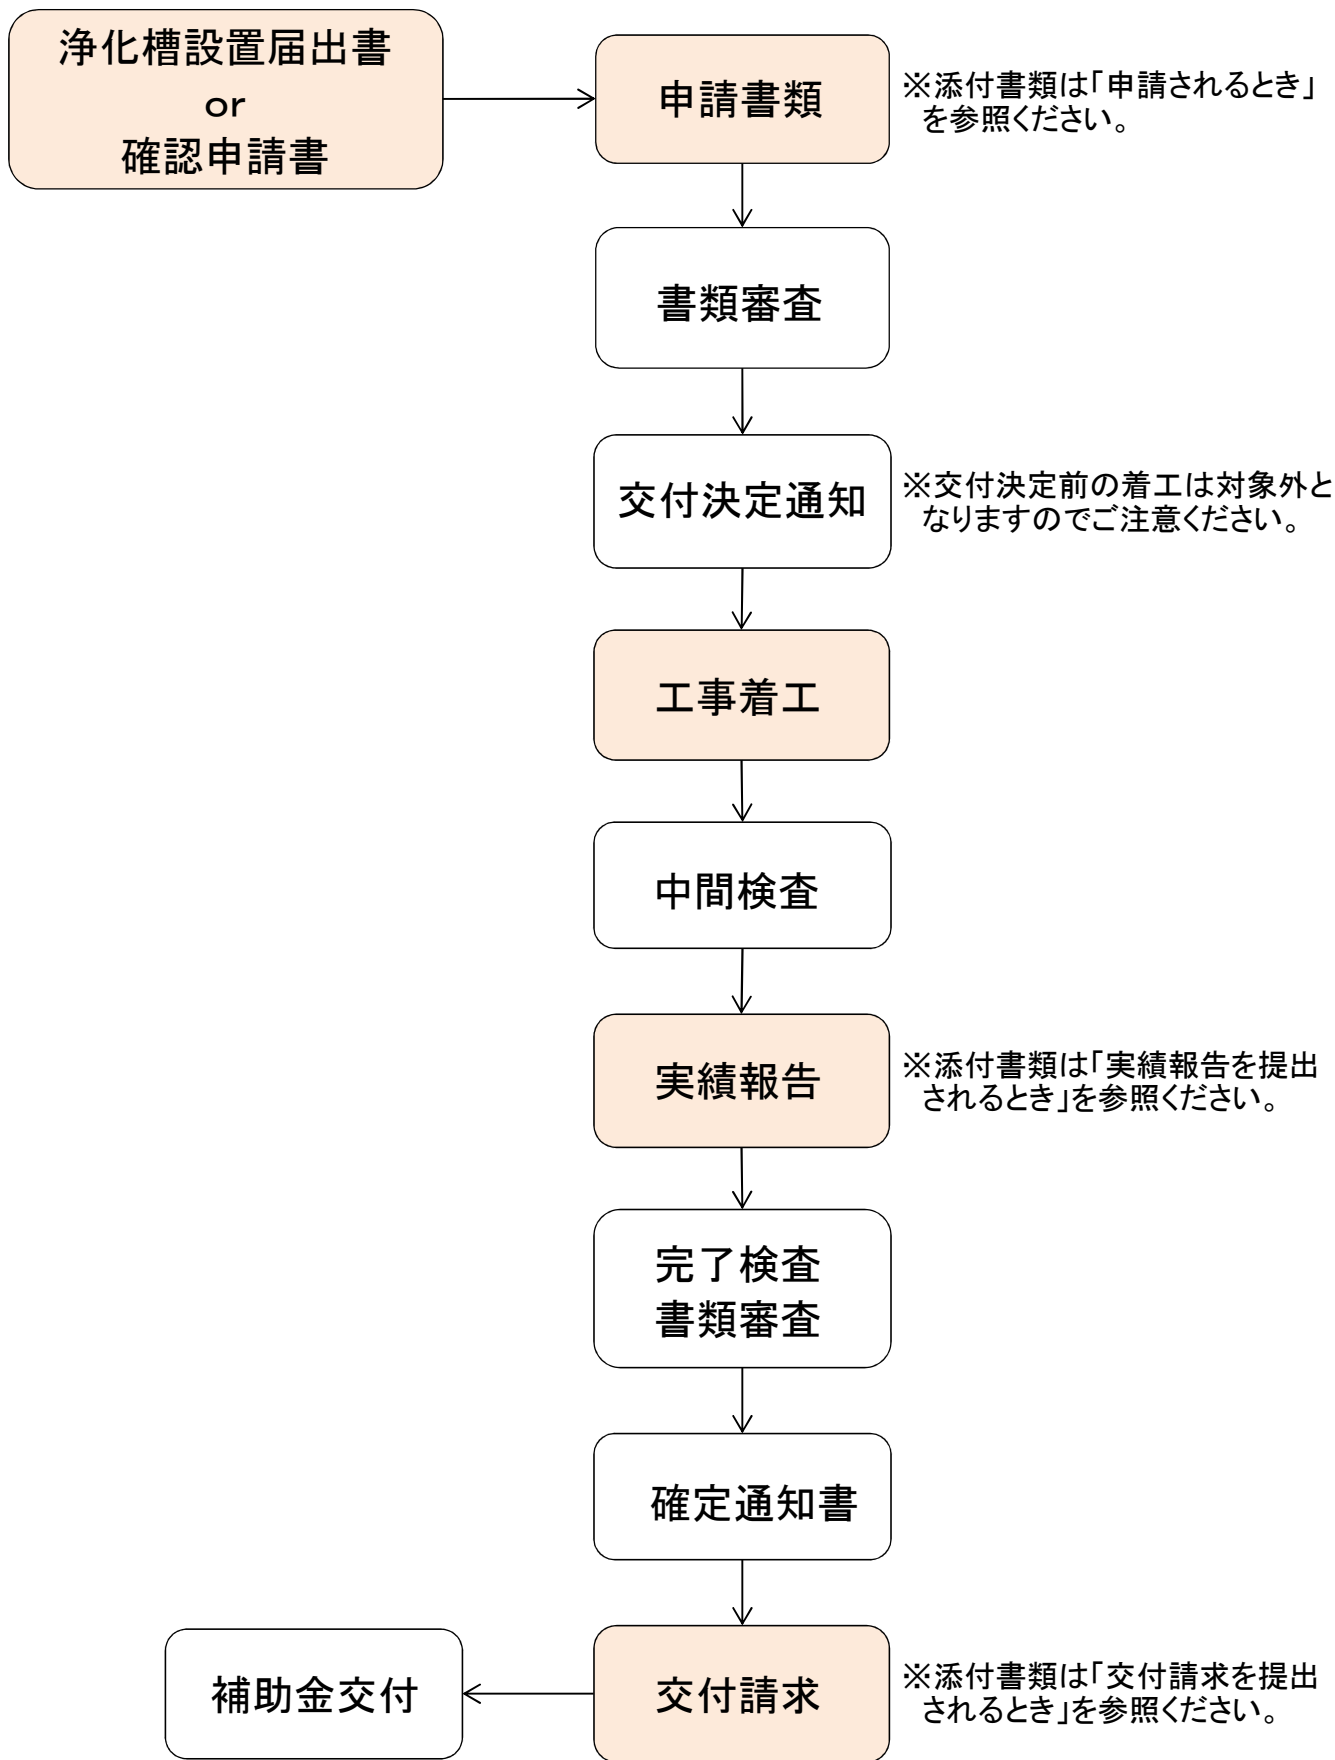 浄化槽設置届出書
or
確認申請書
申請書類
※添付書類は「申請されるとき」
を参照ください。
書類審査
交付決定通知
※交付決定前の着工は対象外と
なりますのでご注意ください。
工事着工
中間検査
実績報告
※添付書類は「実績報告を提出
されるとき」を参照ください。
完了検査
書類審査
確定通知書
補助金交付
交付請求
※添付書類は「交付請求を提出
されるとき」を参照ください。